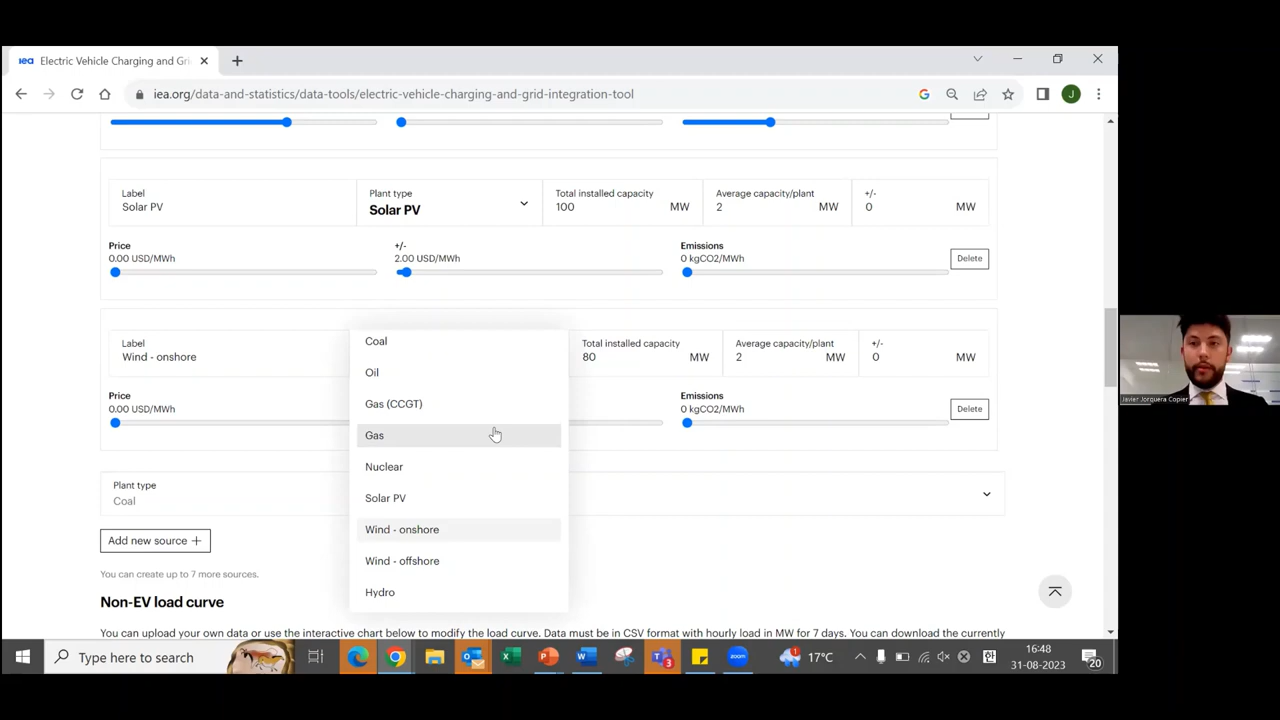 iea Electric Vehicle Charging and Gri
iea.org/data-and-statistics/data-tools/electric-vehicle-charging-and-grid-integration-tool
J
Label
Solar PV
Plant type
Solar PV
Total installed capacity
100 MW
Average capacity/plant
2 MW
+/-
0 MW
Price
0.00 USD/MWh
+/-
2.00 USD/MWh
Emissions
0 kgCO2/MWh
Delete
Label
Wind - onshore
Total installed capacity
80 MW
Average capacity/plant
2 MW
+/-
0 MW
Price
0.00 USD/MWh
Emissions
0 kgCO2/MWh
Delete
Coal
Oil
Gas (CCGT)
Gas
Nuclear
Solar PV
Wind - onshore
Wind - offshore
Hydro
Plant type
Coal
Add new source +
You can create up to 7 more sources.
Non-EV load curve
You can upload your own data or use the interactive chart below to modify the load curve. Data must be in CSV format with hourly load in MW for 7 days. You can download the currently
Javier Jorquera Copier
Type here to search
3
zoom
1
17°C
한
16:48
31-08-2023
20